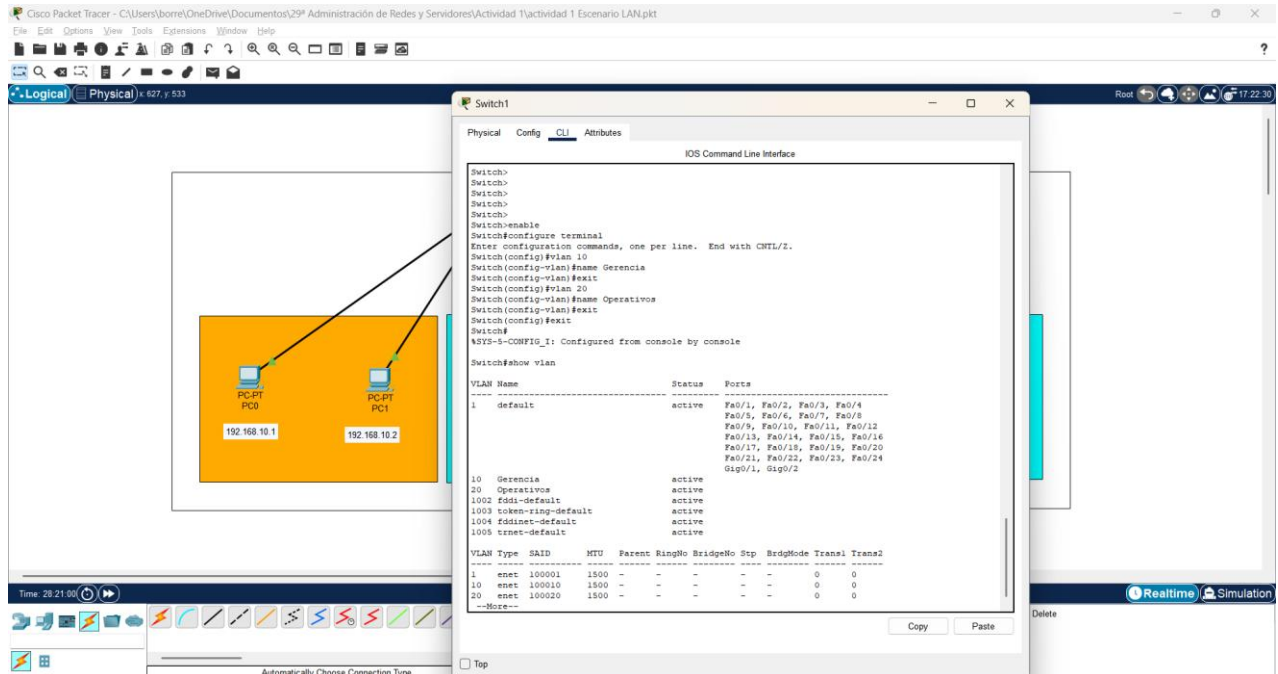 Cisco Packet Tracer - C:\Users\borre\OneDrive\Documentos\29ª Administración de Redes y Servidores\Actividad 1\actividad 1 Escenario LAN.pkt
File Edit Options View Tools Extensions Window Help
?
Logical Physical x: 627, y: 533
Root 17:22:30
Switch1
Physical Config CLI Attributes
IOS Command Line Interface
Switch>
Switch>
Switch>
Switch>
Switch>
Switch>enable
Switch#configure terminal
Enter configuration commands, one per line. End with CNTL/Z.
Switch(config)#vlan 10
Switch(config-vlan)#name Gerencia
Switch(config-vlan)#exit
Switch(config)#vlan 20
Switch(config-vlan)#name Operativos
Switch(config-vlan)#exit
Switch(config)#exit
Switch#
%SYS-5-CONFIG_I: Configured from console by console
Switch#show vlan
VLAN Name Status Ports
---- -------------------------------- --------- -------------------------------
1 default active Fa0/1, Fa0/2, Fa0/3, Fa0/4
Fa0/5, Fa0/6, Fa0/7, Fa0/8
Fa0/9, Fa0/10, Fa0/11, Fa0/12
Fa0/13, Fa0/14, Fa0/15, Fa0/16
Fa0/17, Fa0/18, Fa0/19, Fa0/20
Fa0/21, Fa0/22, Fa0/23, Fa0/24
Gig0/1, Gig0/2
10 Gerencia active
20 Operativos active
1002 fddi-default active
1003 token-ring-default active
1004 fddinet-default active
1005 trnet-default active
VLAN Type SAID MTU Parent RingNo BridgeNo Stp BrdgMode Trans1 Trans2
---- ----- ---------- ----- ------ ------ -------- ---- -------- ------ ------
1 enet 100001 1500 - - - - - 0 0
10 enet 100010 1500 - - - - - 0 0
20 enet 100020 1500 - - - - - 0 0
--More--
Copy Paste
Top
PC-PT
PC0
192.168.10.1
PC-PT
PC1
192.168.10.2
Time: 28:21:00
Realtime Simulation
Delete
Automatically Choose Connection Type